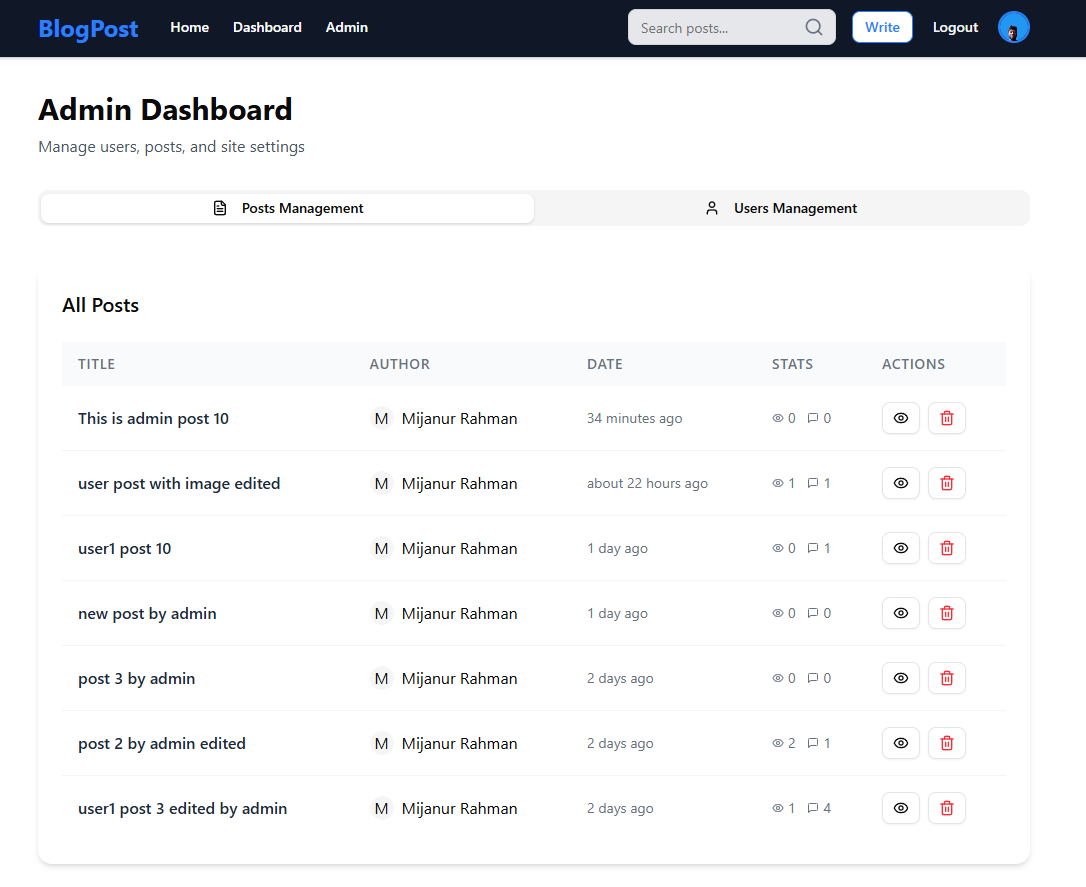 BlogPost Home Dashboard Admin Search posts... Write Logout
Admin Dashboard
Manage users, posts, and site settings
Posts Management Users Management
All Posts
TITLE AUTHOR DATE STATS ACTIONS
This is admin post 10 M Mijanur Rahman 34 minutes ago 0 0
user post with image edited M Mijanur Rahman about 22 hours ago 1 1
user1 post 10 M Mijanur Rahman 1 day ago 0 1
new post by admin M Mijanur Rahman 1 day ago 0 0
post 3 by admin M Mijanur Rahman 2 days ago 0 0
post 2 by admin edited M Mijanur Rahman 2 days ago 2 1
user1 post 3 edited by admin M Mijanur Rahman 2 days ago 1 4